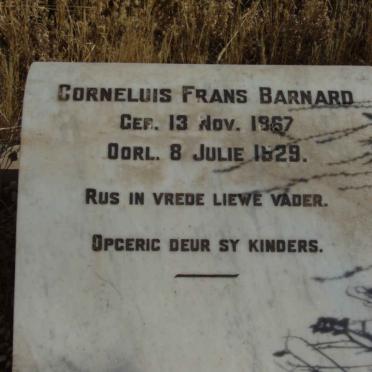 CORNELUIS FRANS BARNARD
GEB. 13 NOV. 1867
OORL. 8 JULIE 1929.
RUS IN VREDE LIEWE VADER.
OPGERIG DEUR SY KINDERS.